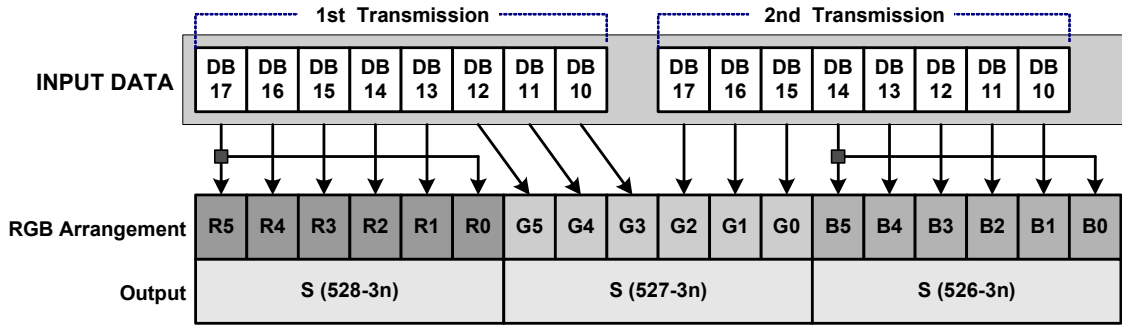 1st Transmission 2nd Transmission
INPUT DATA DB 17 DB 16 DB 15 DB 14 DB 13 DB 12 DB 11 DB 10 DB 17 DB 16 DB 15 DB 14 DB 13 DB 12 DB 11 DB 10
RGB Arrangement R5 R4 R3 R2 R1 R0 G5 G4 G3 G2 G1 G0 B5 B4 B3 B2 B1 B0
Output S (528-3n) S (527-3n) S (526-3n)